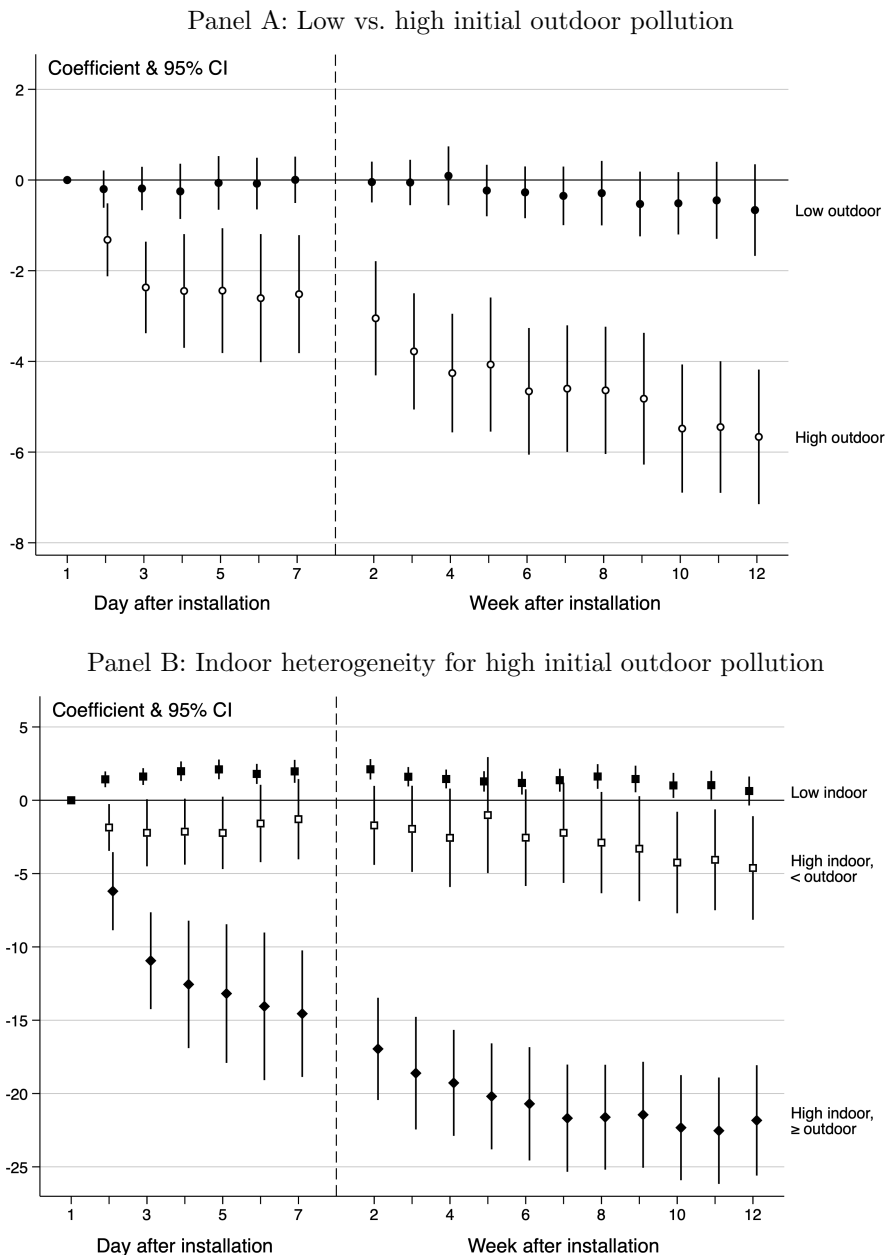 Panel A: Low vs. high initial outdoor pollution
Coefficient & 95% CI
2
0
-2
-4
-6
-8
Low outdoor
High outdoor
1 3 5 7 2 4 6 8 10 12
Day after installation Week after installation
Panel B: Indoor heterogeneity for high initial outdoor pollution
Coefficient & 95% CI
5
0
-5
-10
-15
-20
-25
Low indoor
High indoor,
< outdoor
High indoor,
≥ outdoor
1 3 5 7 2 4 6 8 10 12
Day after installation Week after installation